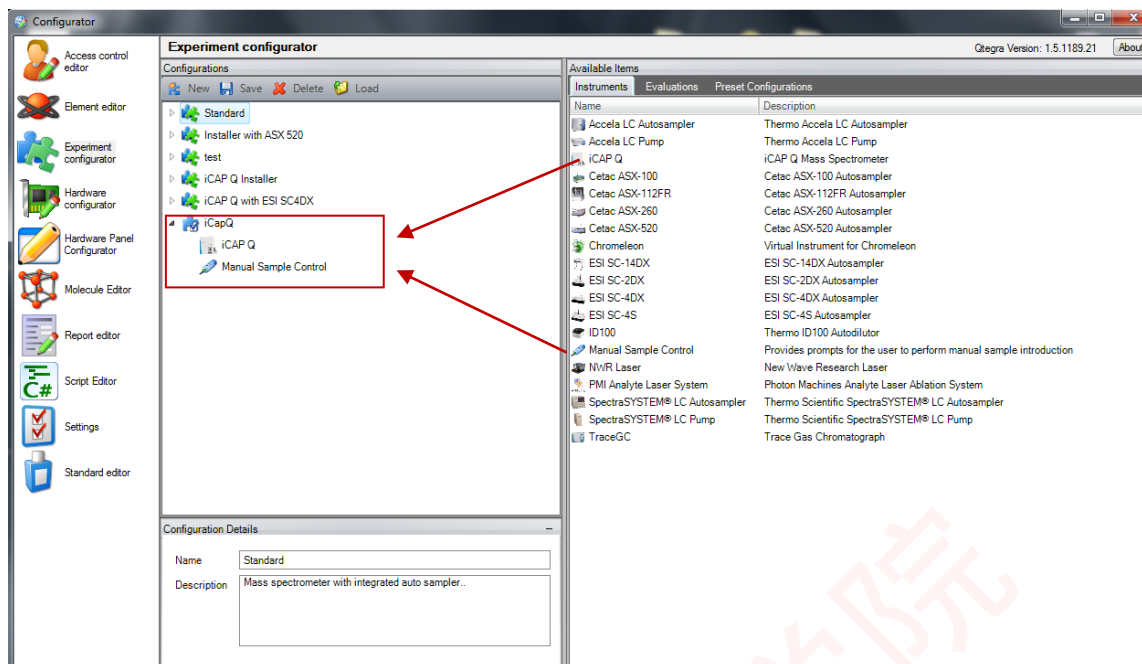 Configurator
Experiment configurator
Qtegra Version: 1.5.1189.21
About
Access control editor
Element editor
Experiment configurator
Hardware configurator
Hardware Panel Configurator
Molecule Editor
Report editor
C#
Script Editor
Settings
Standard editor
Configurations
New Save Delete Load
Standard
Installer with ASX 520
test
iCAP Q Installer
iCAP Q with ESI SC4DX
iCapQ
iCAP Q
Manual Sample Control
Configuration Details
Name Standard
Description Mass spectrometer with integrated auto sampler..
Available Items
Instruments Evaluations Preset Configurations
Name Description
Accela LC Autosampler Thermo Accela LC Autosampler
Accela LC Pump Thermo Accela LC Pump
iCAP Q iCAP Q Mass Spectrometer
Cetac ASX-100 Cetac ASX-100 Autosampler
Cetac ASX-112FR Cetac ASX-112FR Autosampler
Cetac ASX-260 Cetac ASX-260 Autosampler
Cetac ASX-520 Cetac ASX-520 Autosampler
Chromeleon Virtual Instrument for Chromeleon
ESI SC-14DX ESI SC-14DX Autosampler
ESI SC-2DX ESI SC-2DX Autosampler
ESI SC-4DX ESI SC-4DX Autosampler
ESI SC-4S ESI SC-4S Autosampler
ID100 Thermo ID100 Autodilutor
Manual Sample Control Provides prompts for the user to perform manual sample introduction
NWR Laser New Wave Research Laser
PMI Analyte Laser System Photon Machines Analyte Laser Ablation System
SpectraSYSTEM® LC Autosampler Thermo Scientific SpectraSYSTEM® LC Autosampler
SpectraSYSTEM® LC Pump Thermo Scientific SpectraSYSTEM® LC Pump
TraceGC Trace Gas Chromatograph
院